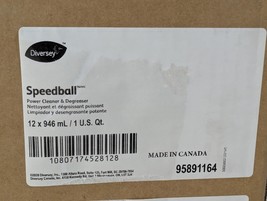 Diversey
Speedball
Power Cleaner & Degreaser
Nettoyant et dégraissant puissant
Limpiador y desengrasante potente
12 x 946 mL / 1 U.S. Qt.
10807174528128
MADE IN CANADA
95891164